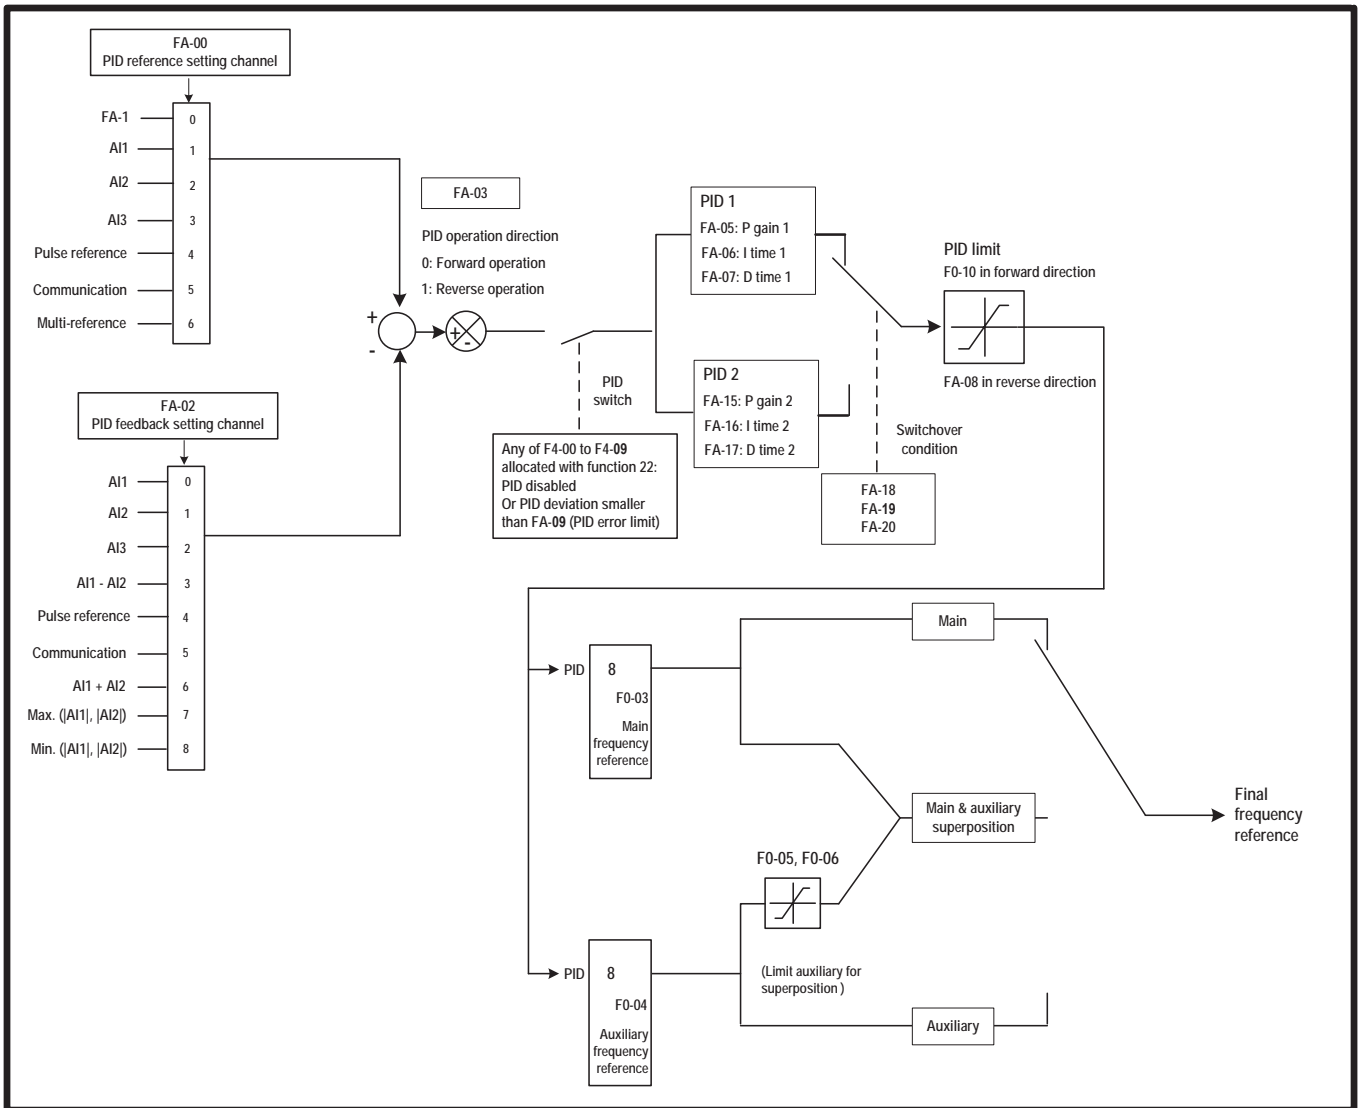 FA-00
PID reference setting channel
FA-1
0
AI1
1
AI2
2
AI3
3
Pulse reference
4
Communication
5
Multi-reference
6
FA-03
PID operation direction
0: Forward operation
1: Reverse operation
+
-
+
-
FA-02
PID feedback setting channel
AI1
0
AI2
1
AI3
2
AI1 - AI2
3
Pulse reference
4
Communication
5
AI1 + AI2
6
Max. (|AI1|, |AI2|)
7
Min. (|AI1|, |AI2|)
8
PID
switch
Any of F4-00 to F4-09
allocated with function 22:
PID disabled
Or PID deviation smaller
than FA-09 (PID error limit)
PID 1
FA-05: P gain 1
FA-06: I time 1
FA-07: D time 1
PID 2
FA-15: P gain 2
FA-16: I time 2
FA-17: D time 2
Switchover
condition
FA-18
FA-19
FA-20
PID limit
F0-10 in forward direction
FA-08 in reverse direction
PID
8
F0-03
Main
frequency
reference
Main
Main & auxiliary
superposition
Final
frequency
reference
F0-05, F0-06
(Limit auxiliary for
superposition )
PID
8
F0-04
Auxiliary
frequency
reference
Auxiliary